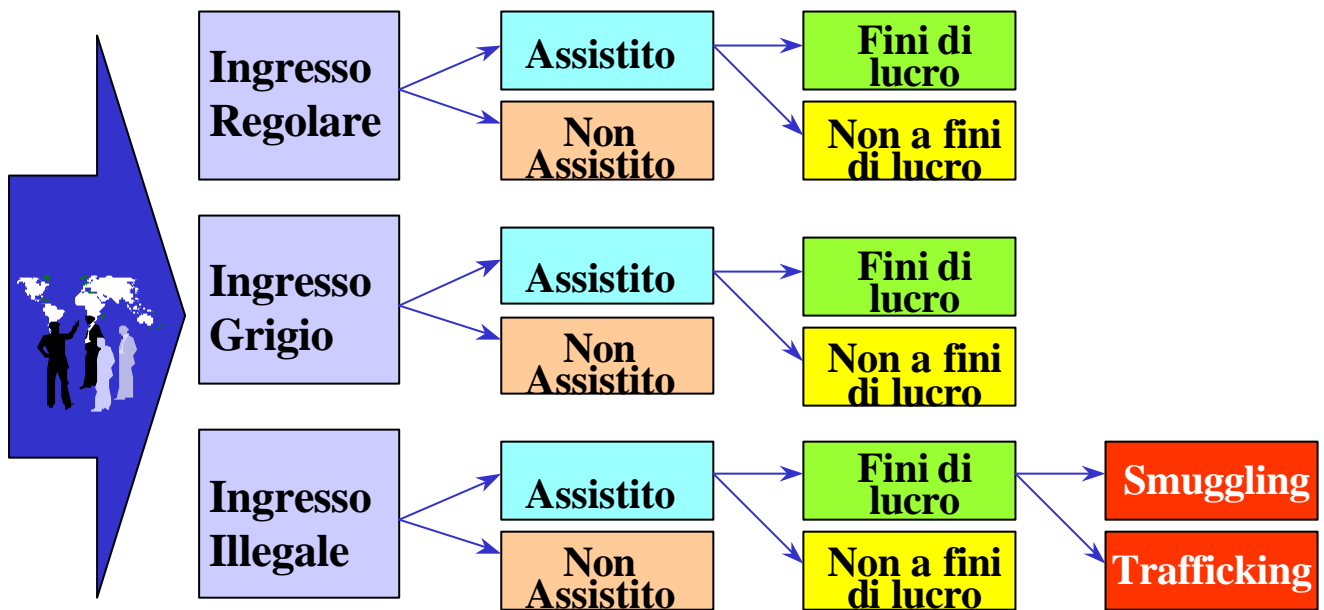 Ingresso
Regolare
Assistito
Non
Assistito
Fini di
lucro
Non a fini
di lucro
Ingresso
Grigio
Assistito
Non
Assistito
Fini di
lucro
Non a fini
di lucro
Ingresso
Illegale
Assistito
Non
Assistito
Fini di
lucro
Non a fini
di lucro
Smuggling
Trafficking